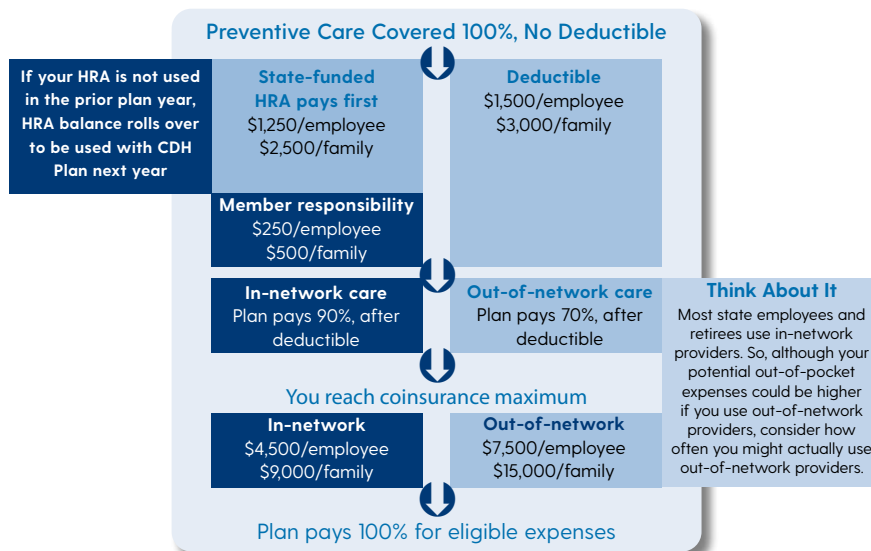 Preventive Care Covered 100%, No Deductible
If your HRA is not used
in the prior plan year,
HRA balance rolls over
to be used with CDH
Plan next year
State-funded
HRA pays first
$1,250/employee
$2,500/family
Deductible
$1,500/employee
$3,000/family
Member responsibility
$250/employee
$500/family
In-network care
Plan pays 90%, after
deductible
Out-of-network care
Plan pays 70%, after
deductible
Think About It
Most state employees and
retirees use in-network
providers. So, although your
potential out-of-pocket
expenses could be higher
if you use out-of-network
providers, consider how
often you might actually use
out-of-network providers.
You reach coinsurance maximum
In-network
$4,500/employee
$9,000/family
Out-of-network
$7,500/employee
$15,000/family
Plan pays 100% for eligible expenses